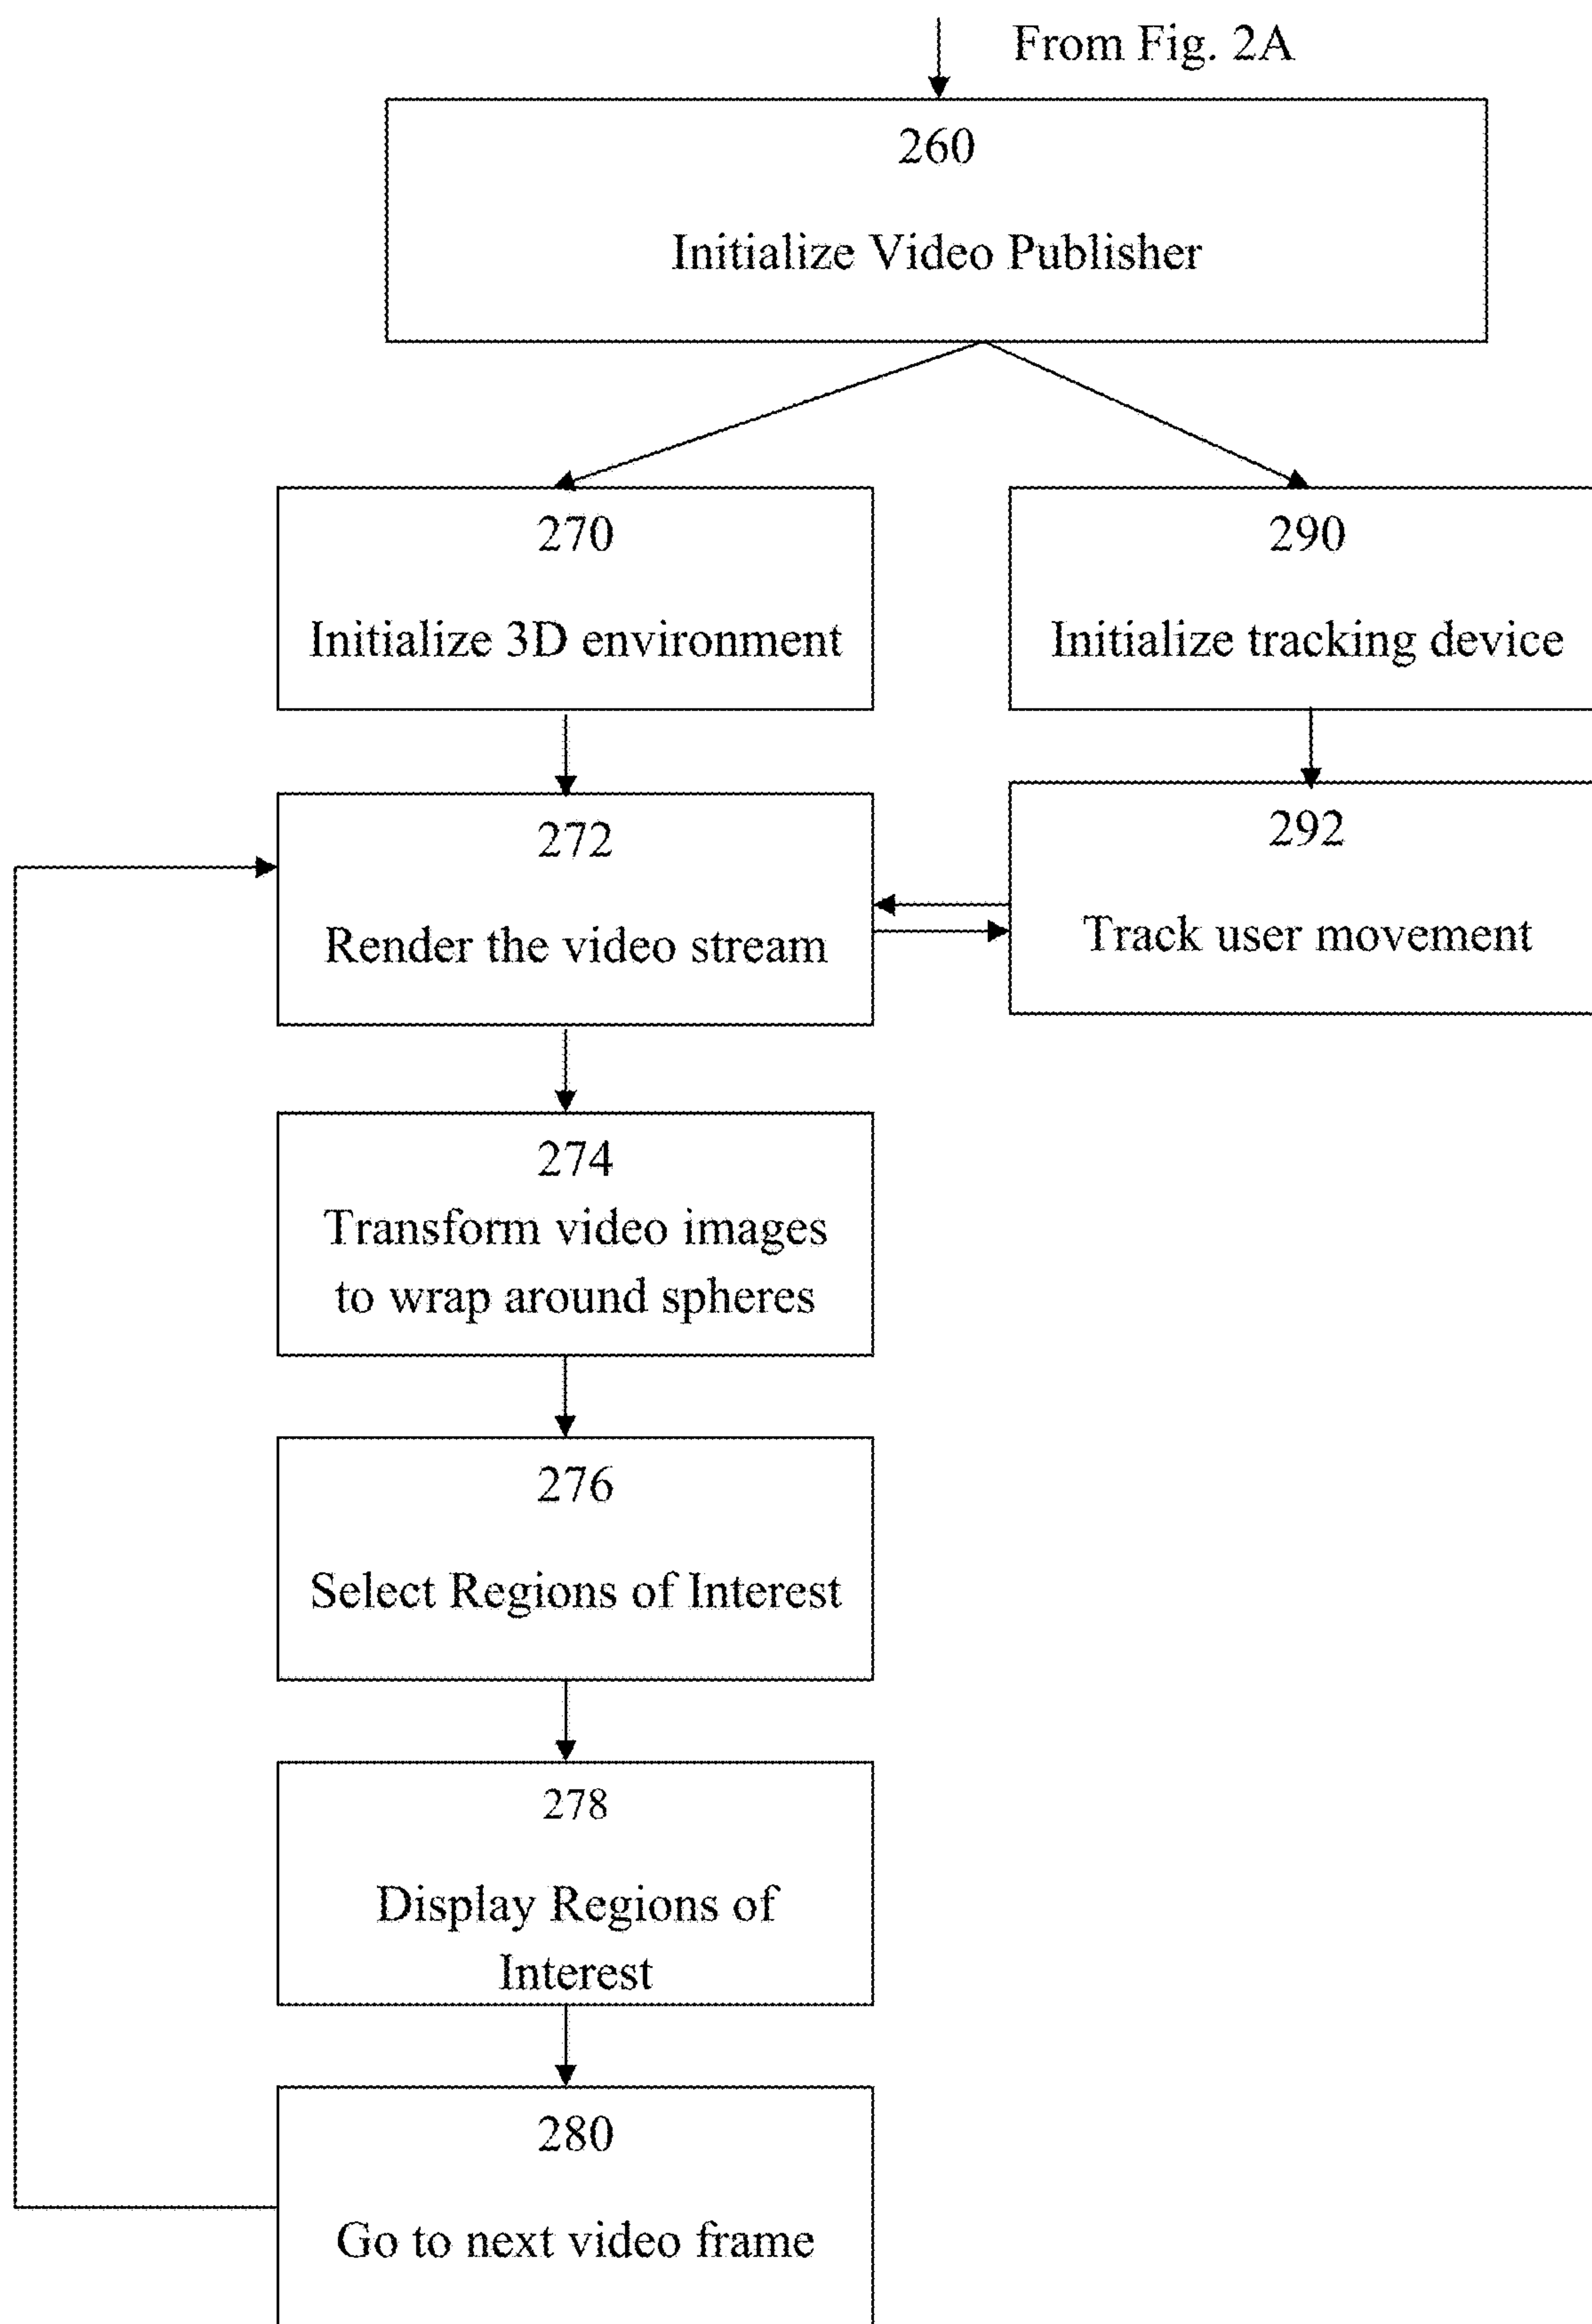 From Fig. 2A
260
Initialize Video Publisher
270
Initialize 3D environment
290
Initialize tracking device
272
Render the video stream
292
Track user movement
274
Transform video images
to wrap around spheres
276
Select Regions of Interest
278
Display Regions of
Interest
280
Go to next video frame